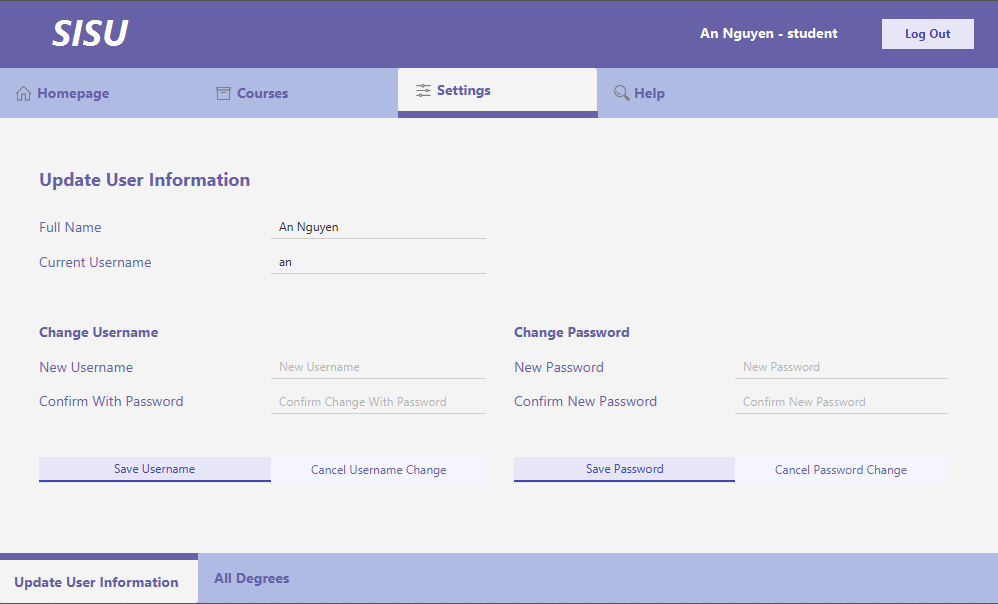 SISU
An Nguyen - student
Log Out
Homepage
Courses
Settings
Help
Update User Information
Full Name
An Nguyen
Current Username
an
Change Username
Change Password
New Username
New Username
New Password
New Password
Confirm With Password
Confirm Change With Password
Confirm New Password
Confirm New Password
Save Username
Cancel Username Change
Save Password
Cancel Password Change
Update User Information
All Degrees